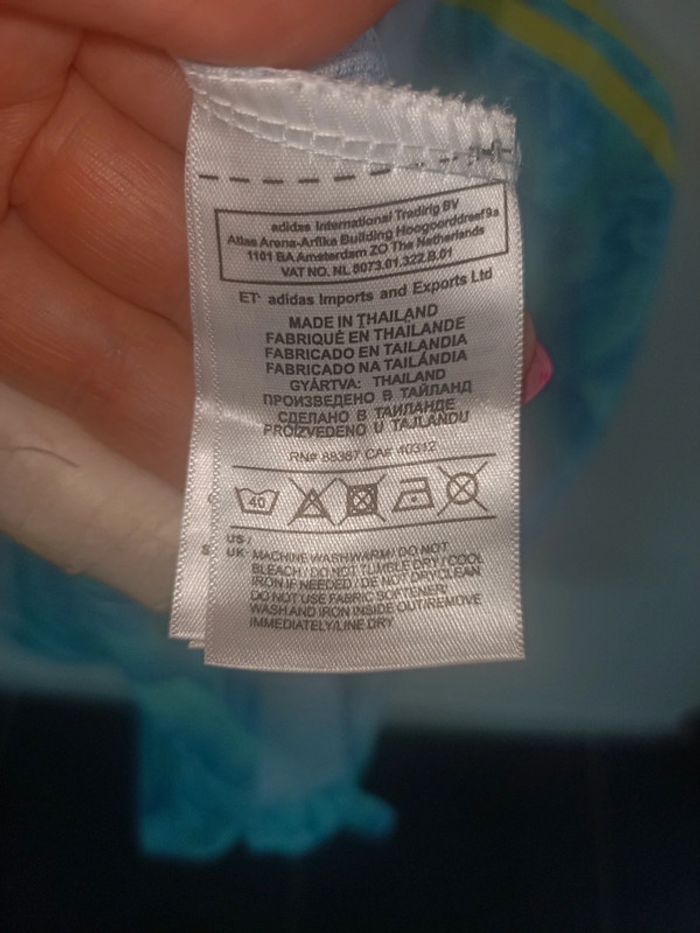 adidas International Tradirlg BV
Atlas Arena-Arfika Building Hoogoorddreef 9a
1101 BA Amsterdam ZO The Netherlands
VAT NO. NL 8073.01.322.B.01
ET adidas Imports and Exports Ltd
MADE IN THAILAND
FABRIQUÉ EN THAÏLANDE
FABRICADO EN TAILANDIA
FABRICADO NA TAILÂNDIA
GYÁRTVA: THAILAND
ПРОИЗВЕДЕНО В ТАЙЛАНД
СДЕЛАНО В ТАИЛАНДЕ
PROIZVEDENO U TAJLANDU
RN# 88387 CA# 40312
40
US /
UK: MACHINE WASH WARM / DO NOT
BLEACH / DO NOT TUMBLE DRY / COOL
IRON IF NEEDED / DE NOT DRY CLEAN
DO NOT USE FABRIC SOFTENER/
WASH AND IRON INSIDE OUT/REMOVE
IMMEDIATELY/LINE DRY